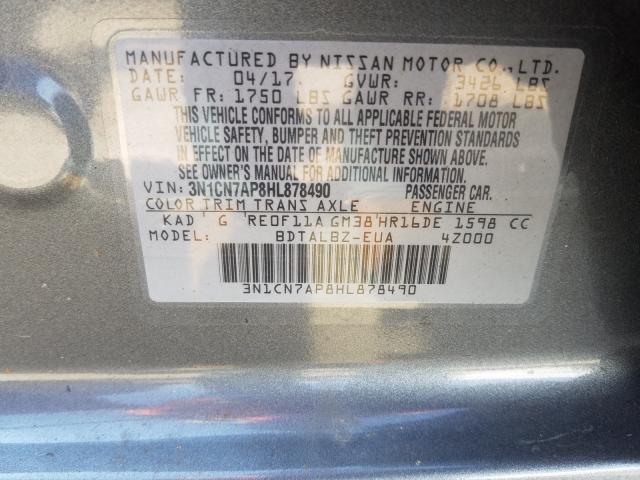 MANUFACTURED BY NISSAN MOTOR CO.,LTD.
DATE: 04/17 GVWR: 3426 LBS
GAWR FR: 1750 LBS GAWR RR: 1708 LBS
THIS VEHICLE CONFORMS TO ALL APPLICABLE FEDERAL MOTOR
VEHICLE SAFETY, BUMPER AND THEFT PREVENTION STANDARDS
IN EFFECT ON THE DATE OF MANUFACTURE SHOWN ABOVE.
SEE OWNER'S MANUAL FOR ADDITIONAL INFORMATION.
VIN: 3N1CN7AP8HL878490 PASSENGER CAR.
COLOR TRIM TRANS AXLE ENGINE
KAD G RE0F11A GM38 HR16DE 1598 CC
MODEL: BDTALBZ-EUA 4Z000
3N1CN7AP8HL878490